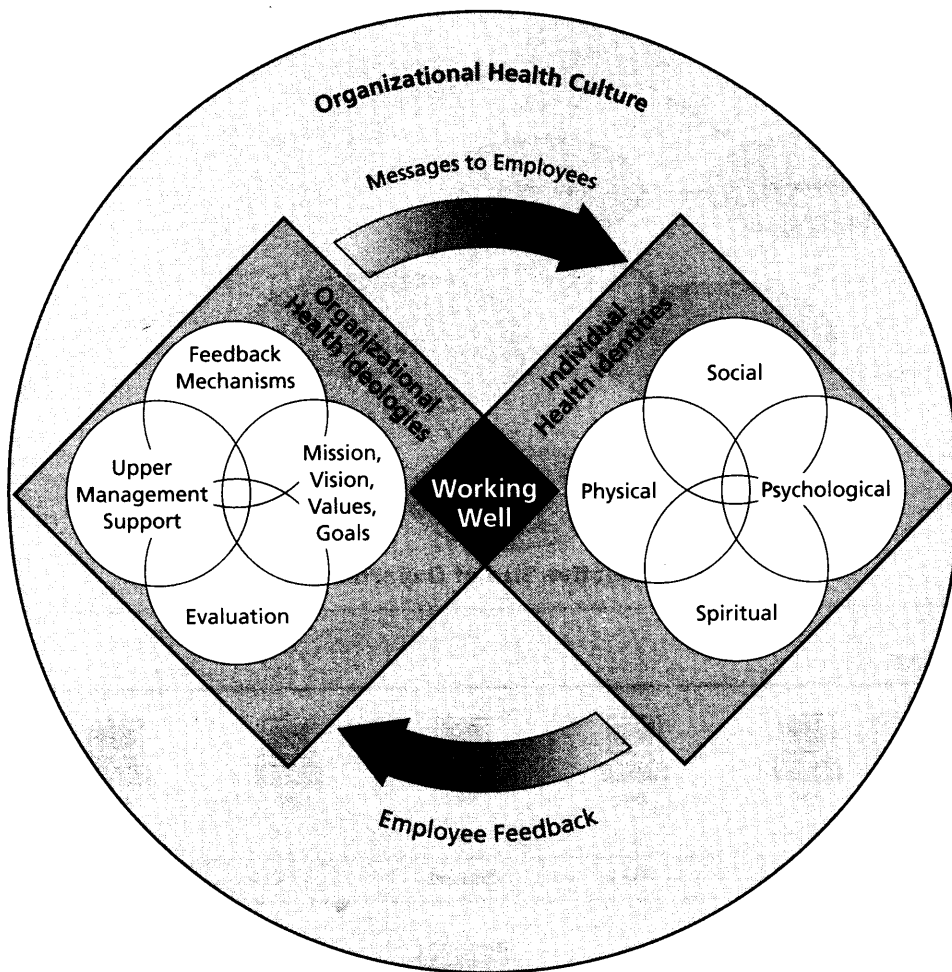 Organizational Health Culture
Messages to Employees
Organizational
Health Ideologies
Individual
Health Identities
Feedback
Mechanisms
Upper
Management
Support
Mission,
Vision,
Values,
Goals
Evaluation
Working
Well
Social
Physical
Psychological
Spiritual
Employee Feedback